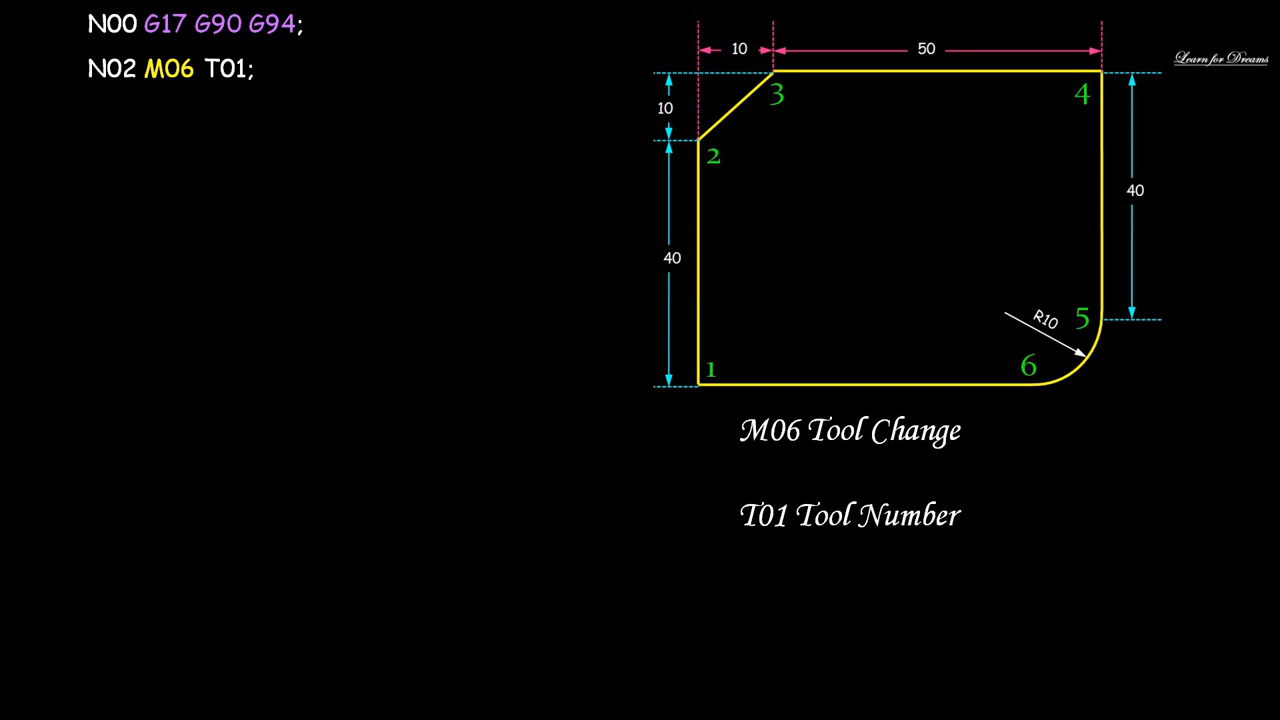 N00 G17 G90 G94;
N02 M06 T01;
10
50
Learn for Dreams
3
4
10
2
40
40
R10
5
6
1
M06 Tool Change
T01 Tool Number